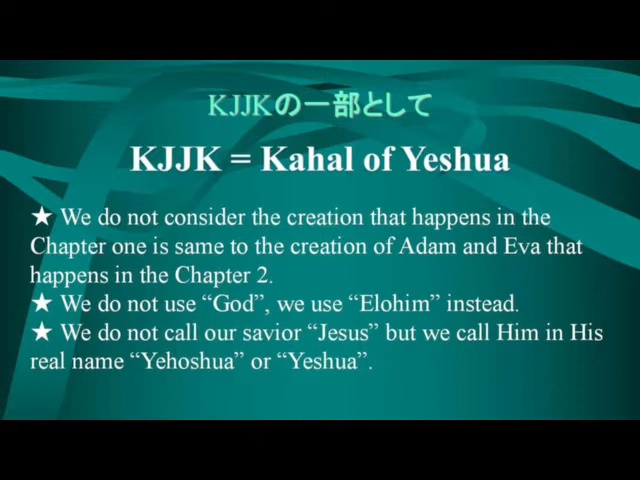 KJJKの一部として
KJJK = Kahal of Yeshua
★ We do not consider the creation that happens in the
Chapter one is same to the creation of Adam and Eva that
happens in the Chapter 2.
★ We do not use “God”, we use “Elohim” instead.
★ We do not call our savior “Jesus” but we call Him in His
real name “Yehoshua” or “Yeshua”.